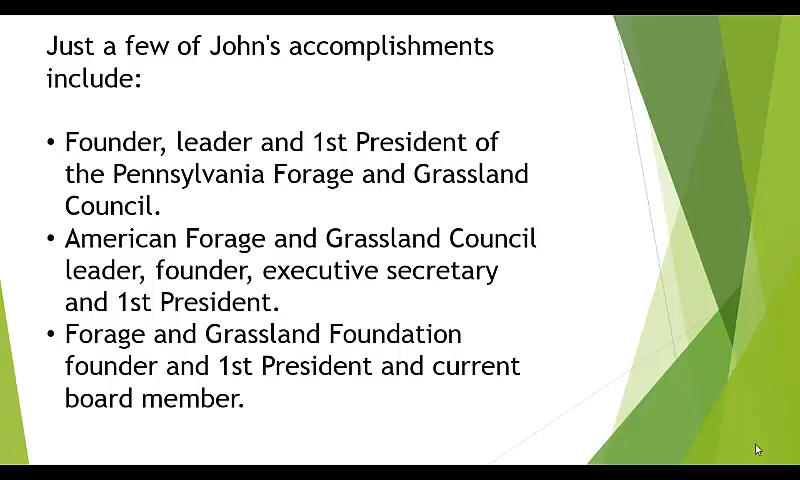 Just a few of John's accomplishments
include:
• Founder, leader and 1st President of
the Pennsylvania Forage and Grassland
Council.
• American Forage and Grassland Council
leader, founder, executive secretary
and 1st President.
• Forage and Grassland Foundation
founder and 1st President and current
board member.